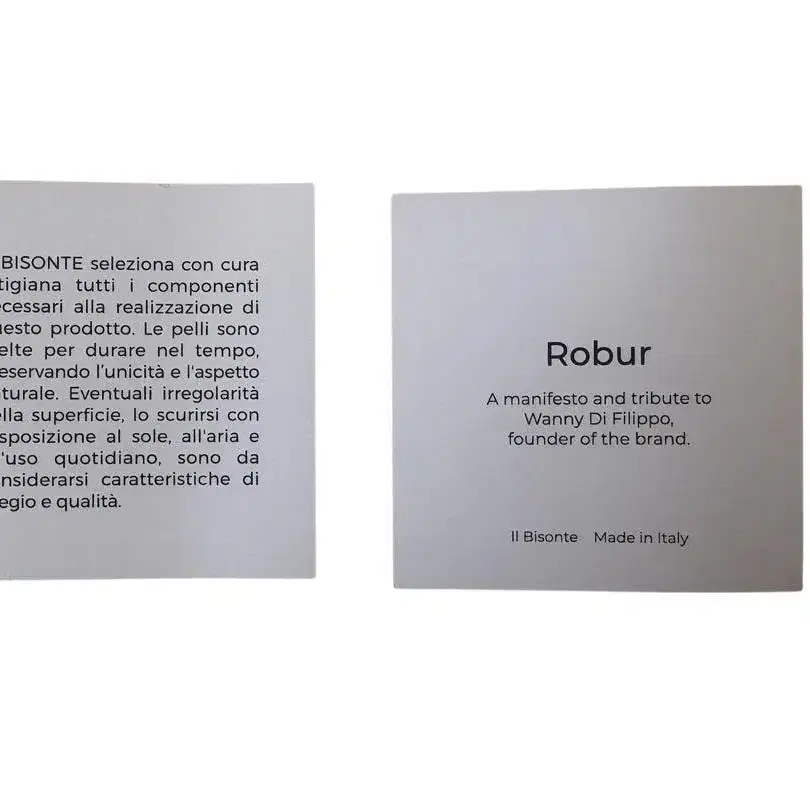 BISONTE seleziona con cura
tigiana tutti i componenti
cessari alla realizzazione di
esto prodotto. Le pelli sono
elte per durare nel tempo,
eservando l'unicità e l'aspetto
turale. Eventuali irregolarità
lla superficie, lo scurirsi con
sposizione al sole, all'aria e
'uso quotidiano, sono da
nsiderarsi caratteristiche di
egio e qualità.
Robur
A manifesto and tribute to
Wanny Di Filippo,
founder of the brand.
Il Bisonte Made in Italy